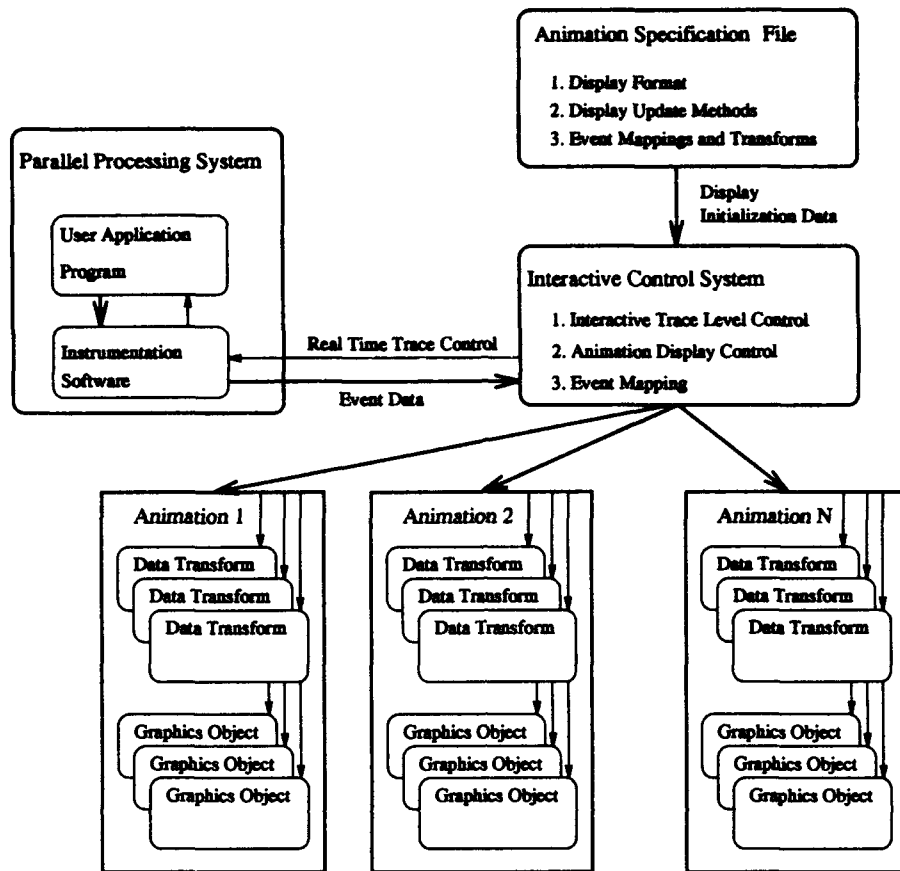 Animation Specification File
1. Display Format
2. Display Update Methods
3. Event Mappings and Transforms
Parallel Processing System
User Application
Program
Instrumentation
Software
Display
Initialization Data
Interactive Control System
1. Interactive Trace Level Control
2. Animation Display Control
3. Event Mapping
Real Time Trace Control
Event Data
Animation 1
Data Transform
Data Transform
Data Transform
Graphics Object
Graphics Object
Graphics Object
Animation 2
Data Transform
Data Transform
Data Transform
Graphics Object
Graphics Object
Graphics Object
Animation N
Data Transform
Data Transform
Data Transform
Graphics Object
Graphics Object
Graphics Object